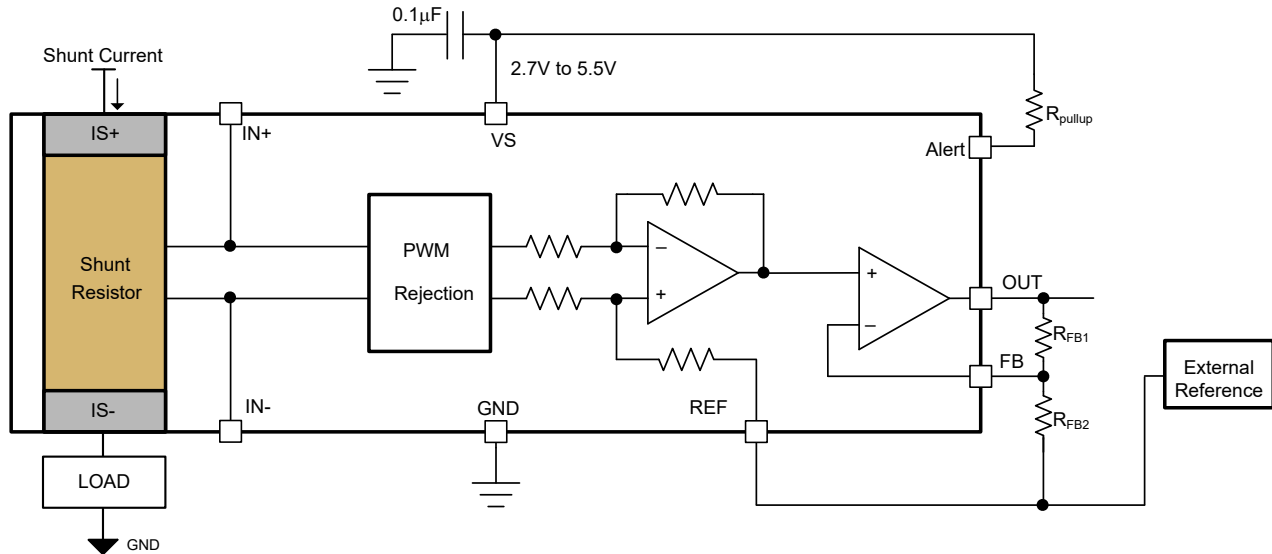 0.1μF
Shunt Current
2.7V to 5.5V
IS+
IN+
VS
Rpullup
Alert
PWM
Rejection
−
+
Shunt
Resistor
+
−
OUT
RFB1
FB
External
Reference
IS-
IN-
GND
REF
RFB2
LOAD
GND